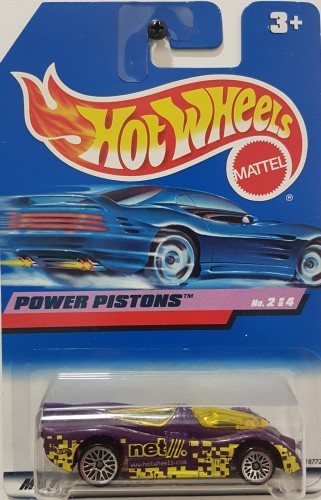 3+
HOT WHEELS
MATTEL
®
POWER PISTONS™
No. 2 of 4
net
www.hotwheels.com